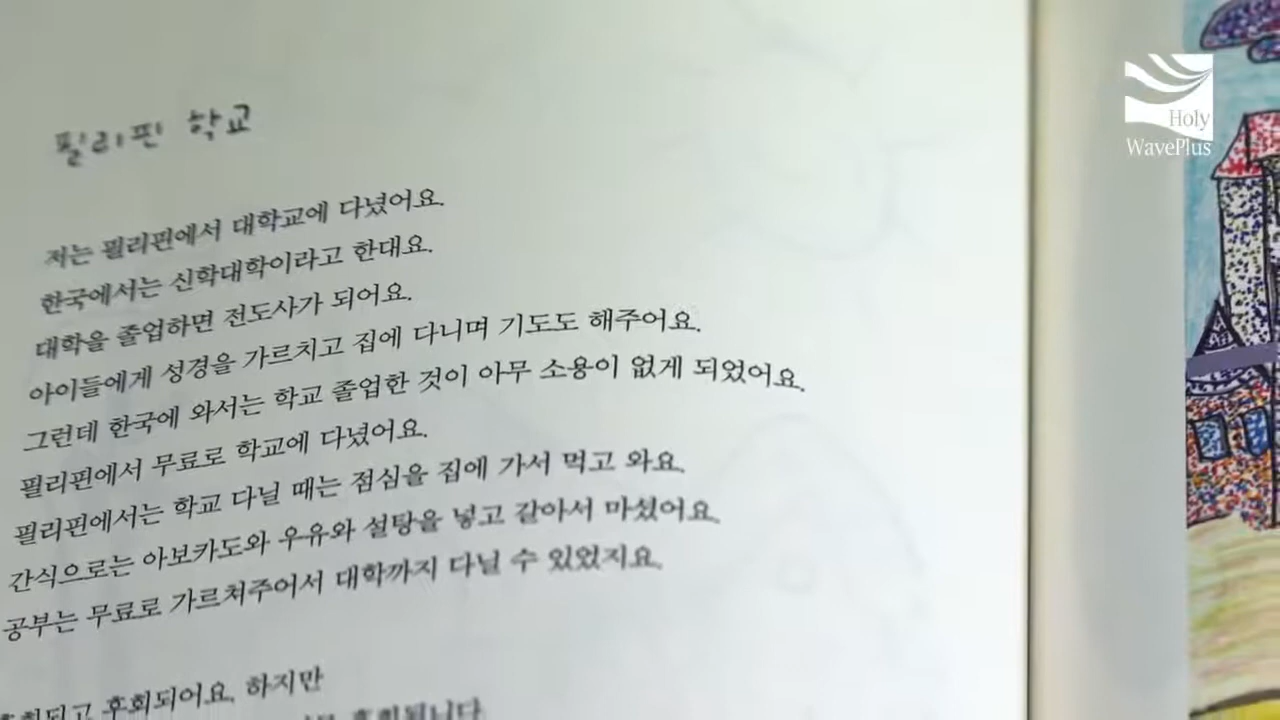 필리핀 학교
저는 필리핀에서 대학교에 다녔어요.
한국에서는 신학대학이라고 한대요.
대학을 졸업하면 전도사가 되어요.
아이들에게 성경을 가르치고 집에 다니며 기도도 해주어요.
그런데 한국에 와서는 학교 졸업한 것이 아무 소용이 없게 되었어요.
필리핀에서 무료로 학교에 다녔어요.
필리핀에서는 학교 다닐 때는 점심을 집에 가서 먹고 와요.
간식으로는 아보카도와 우유와 설탕을 넣고 갈아서 마셨어요.
공부는 무료로 가르쳐주어서 대학까지 다닐 수 있었지요.
후회되어요. 하지만
Holy
WavePlus